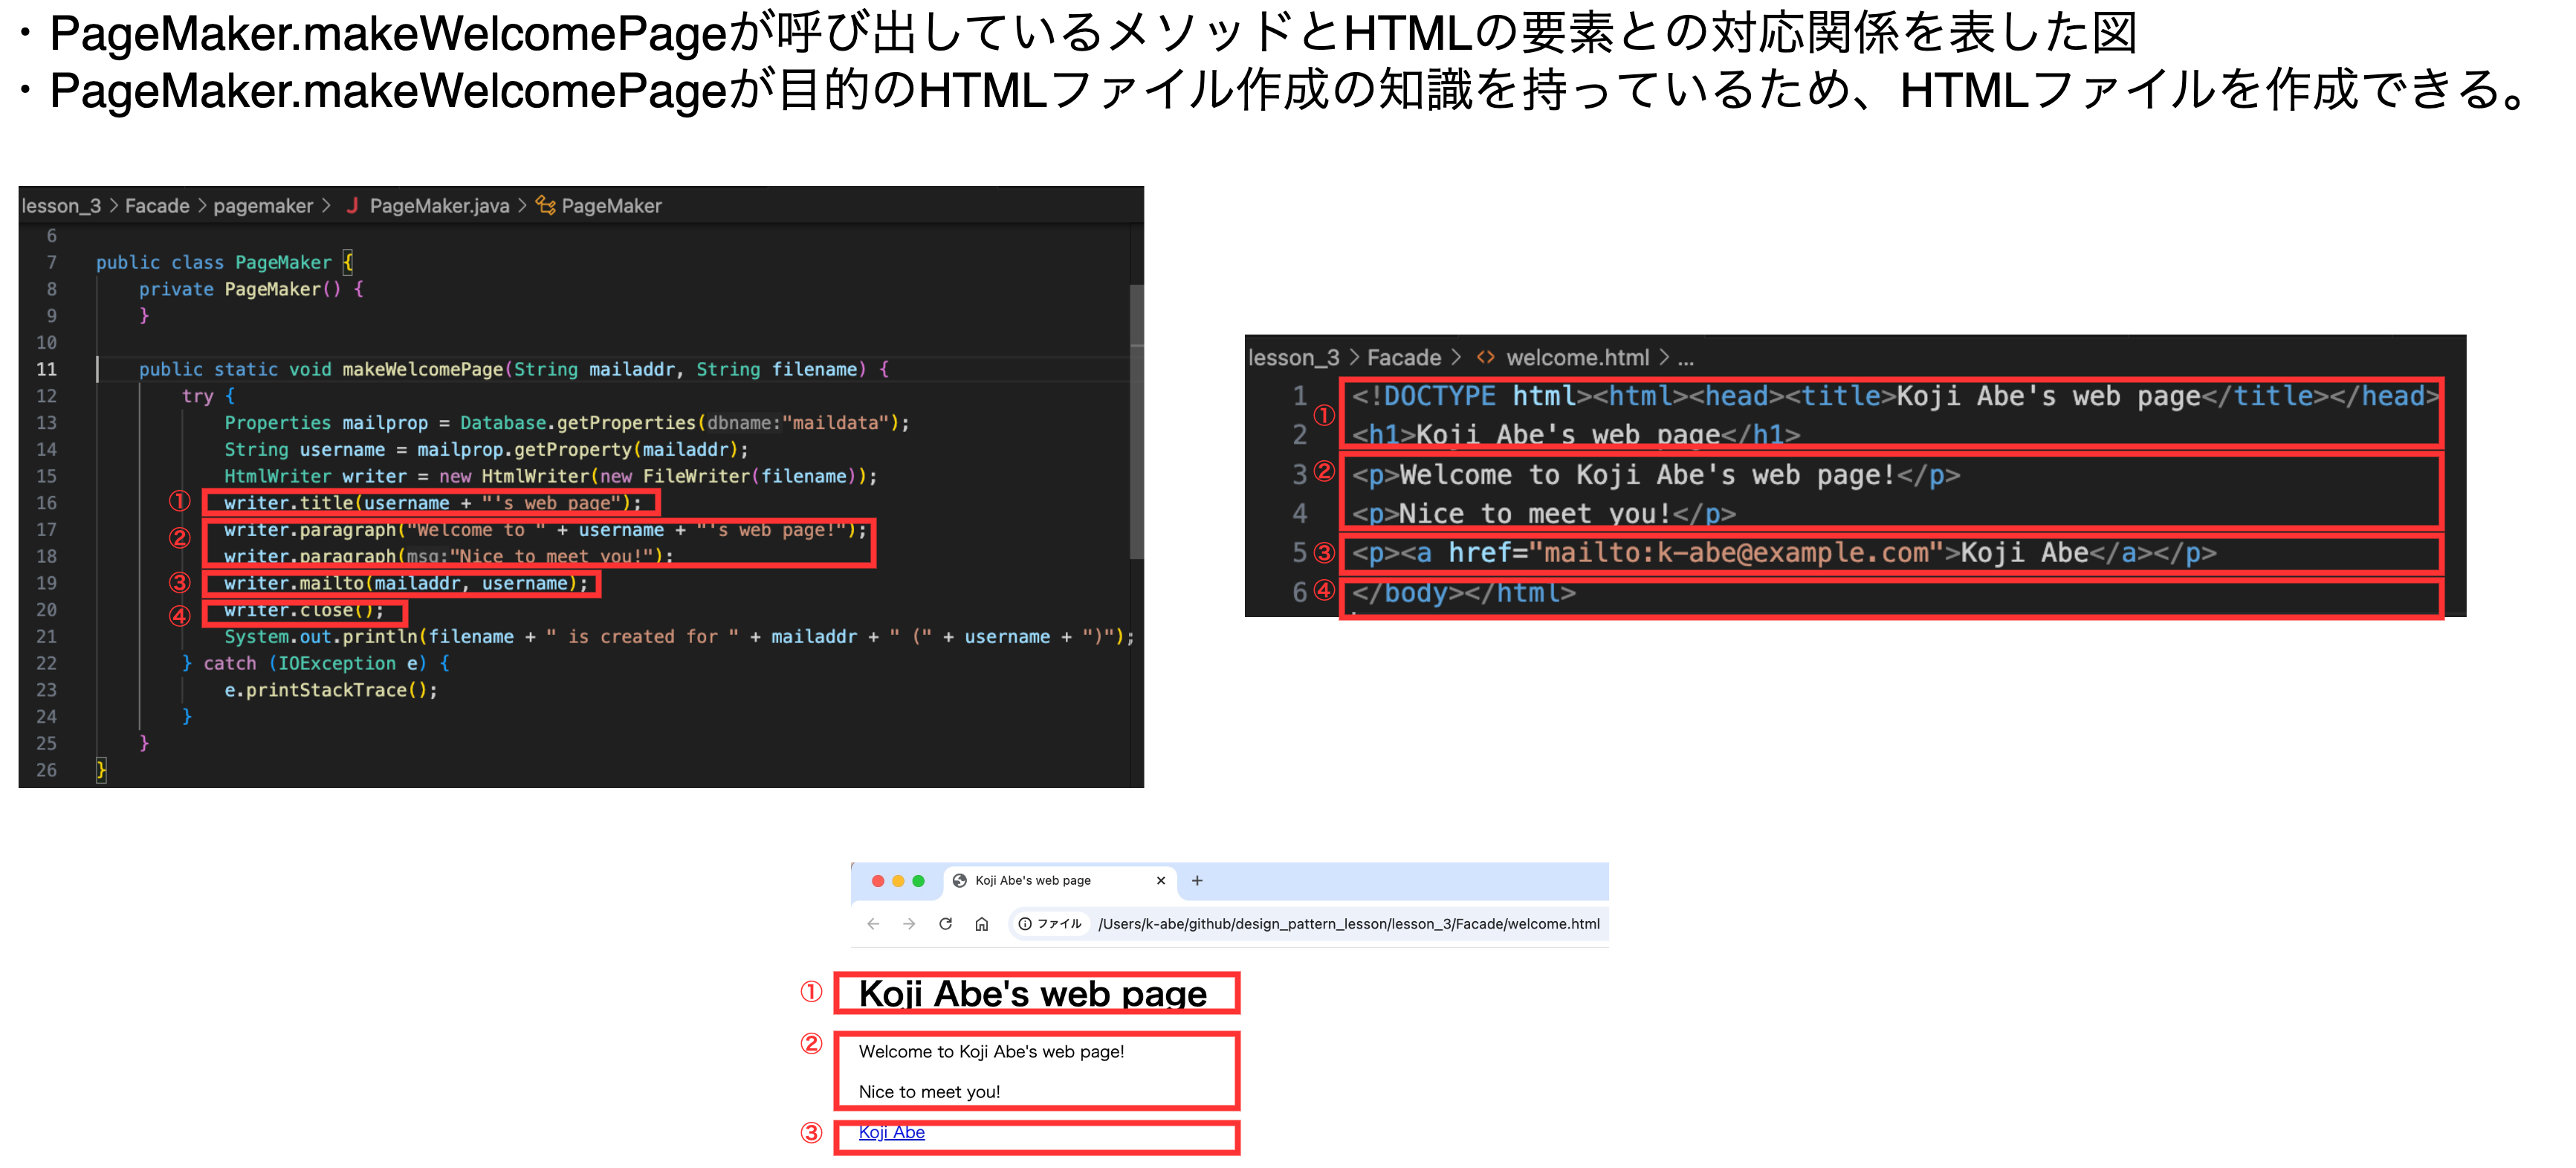 ・PageMaker.makeWelcomePageが呼び出しているメソッドとHTMLの要素との対応関係を表した図
・PageMaker.makeWelcomePageが目的のHTMLファイル作成の知識を持っているため、HTMLファイルを作成できる。
lesson_3 > Facade > pagemaker > J PageMaker.java > PageMaker
6
7 public class PageMaker {
8 private PageMaker() {
9 }
10
11 public static void makeWelcomePage(String mailaddr, String filename) {
12 try {
13 Properties mailprop = Database.getProperties(dbname:"maildata");
14 String username = mailprop.getProperty(mailaddr);
15 HtmlWriter writer = new HtmlWriter(new FileWriter(filename));
16 ① writer.title(username + "'s web page");
17 ② writer.paragraph("Welcome to " + username + "'s web page!");
18 writer.paragraph(msg:"Nice to meet you!");
19 ③ writer.mailto(mailaddr, username);
20 ④ writer.close();
21 System.out.println(filename + " is created for " + mailaddr + " (" + username + ")");
22 } catch (IOException e) {
23 e.printStackTrace();
24 }
25 }
26 }
lesson_3 > Facade > <> welcome.html > ...
1 ① <!DOCTYPE html><html><head><title>Koji Abe's web page</title></head>
2 <h1>Koji Abe's web page</h1>
3 ② <p>Welcome to Koji Abe's web page!</p>
4 <p>Nice to meet you!</p>
5 ③ <p><a href="mailto:k-abe@example.com">Koji Abe</a></p>
6 ④ </body></html>
Koji Abe's web page × +
ファイル /Users/k-abe/github/design_pattern_lesson/lesson_3/Facade/welcome.html
① Koji Abe's web page
② Welcome to Koji Abe's web page!
Nice to meet you!
③ Koji Abe